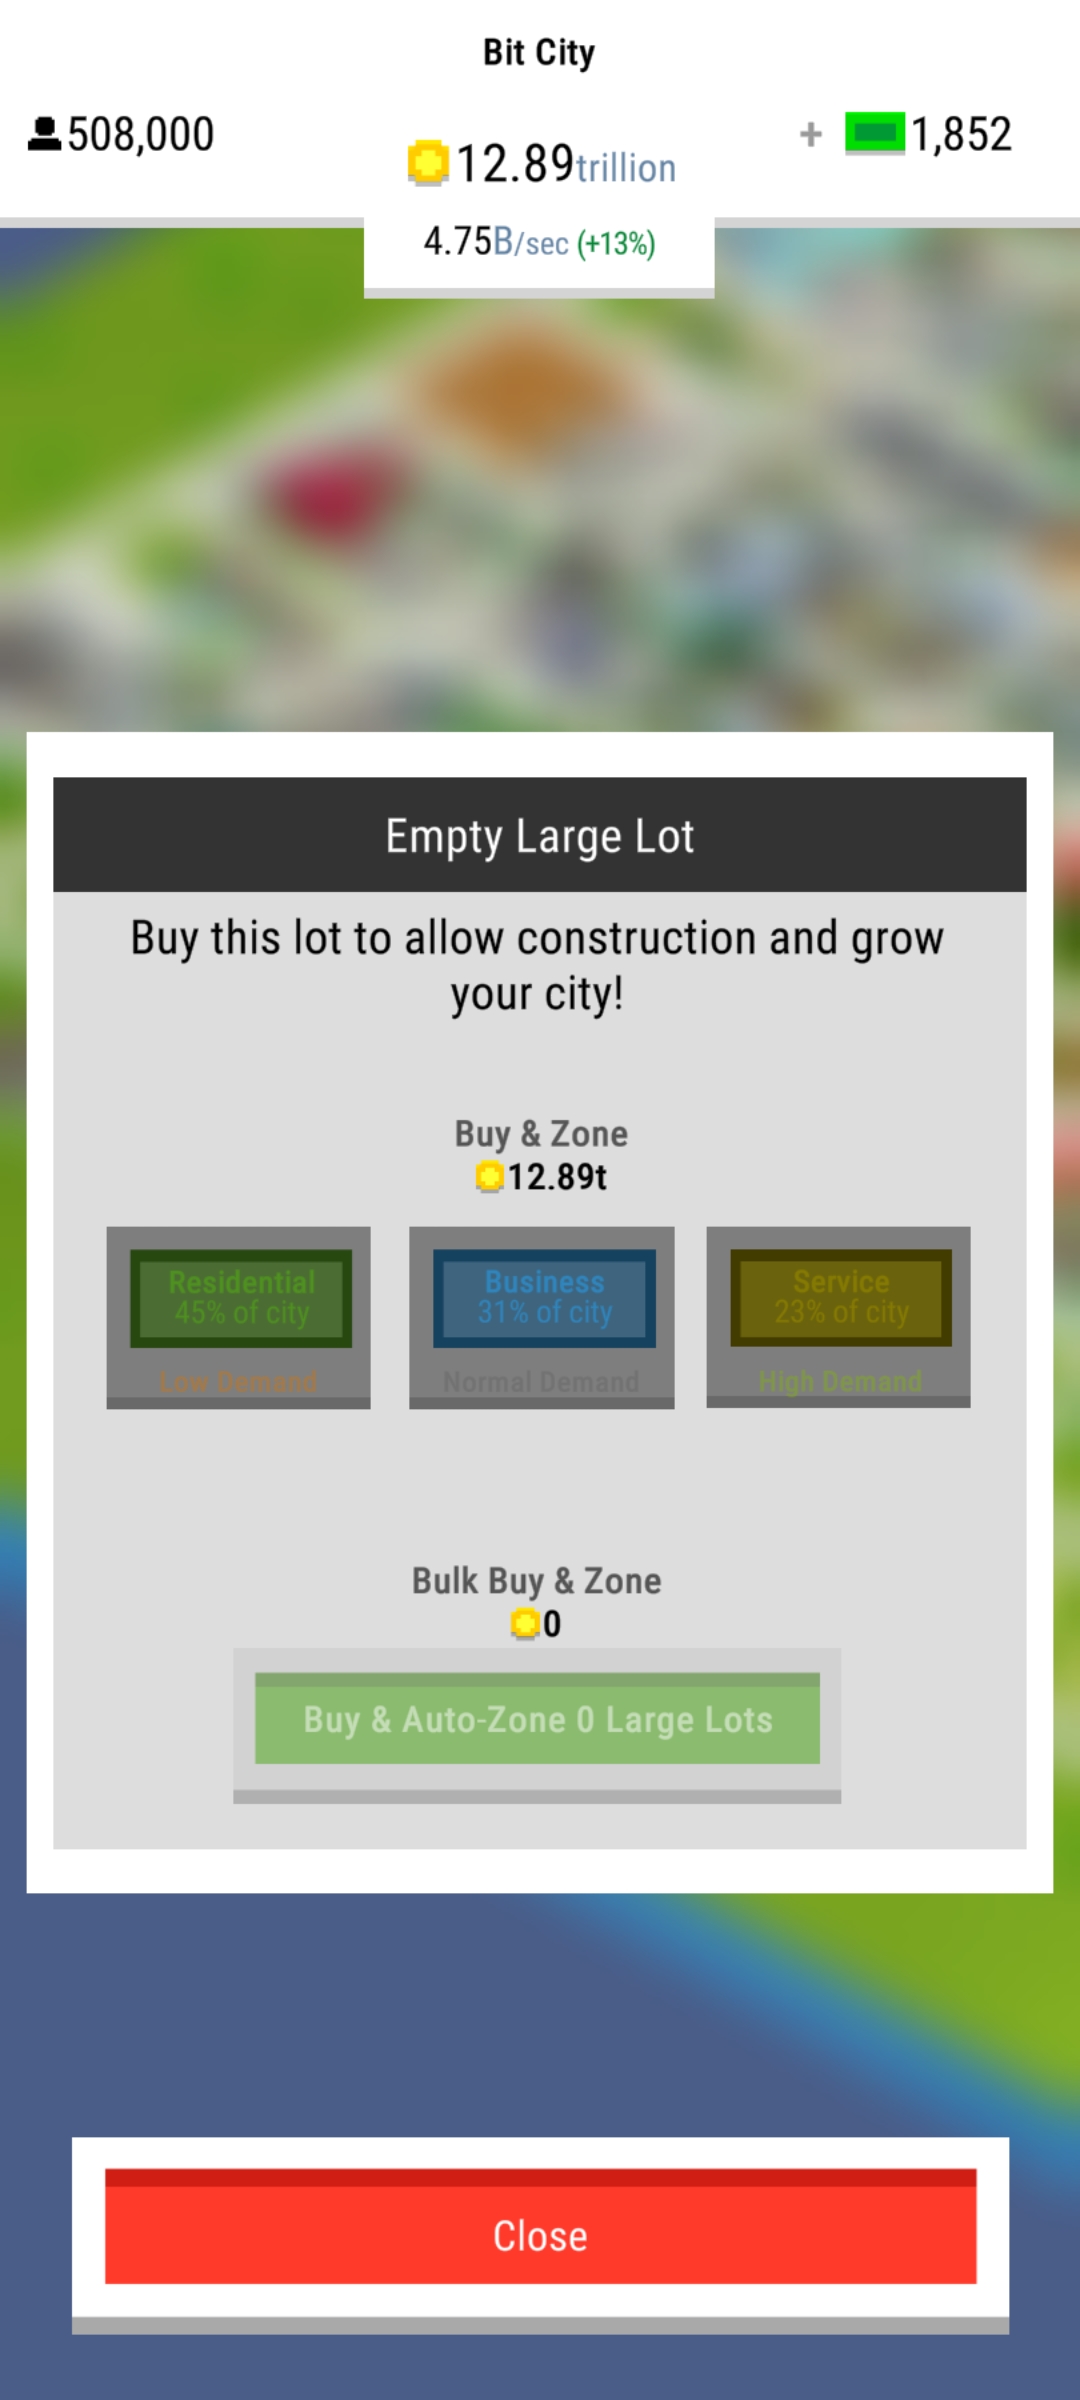 Bit City
508,000
12.89trillion
+ 1,852
4.75B/sec (+13%)
Empty Large Lot
Buy this lot to allow construction and grow
your city!
Buy & Zone
12.89t
Residential
45% of city
Low Demand
Business
31% of city
Normal Demand
Service
23% of city
High Demand
Bulk Buy & Zone
0
Buy & Auto-Zone 0 Large Lots
Close